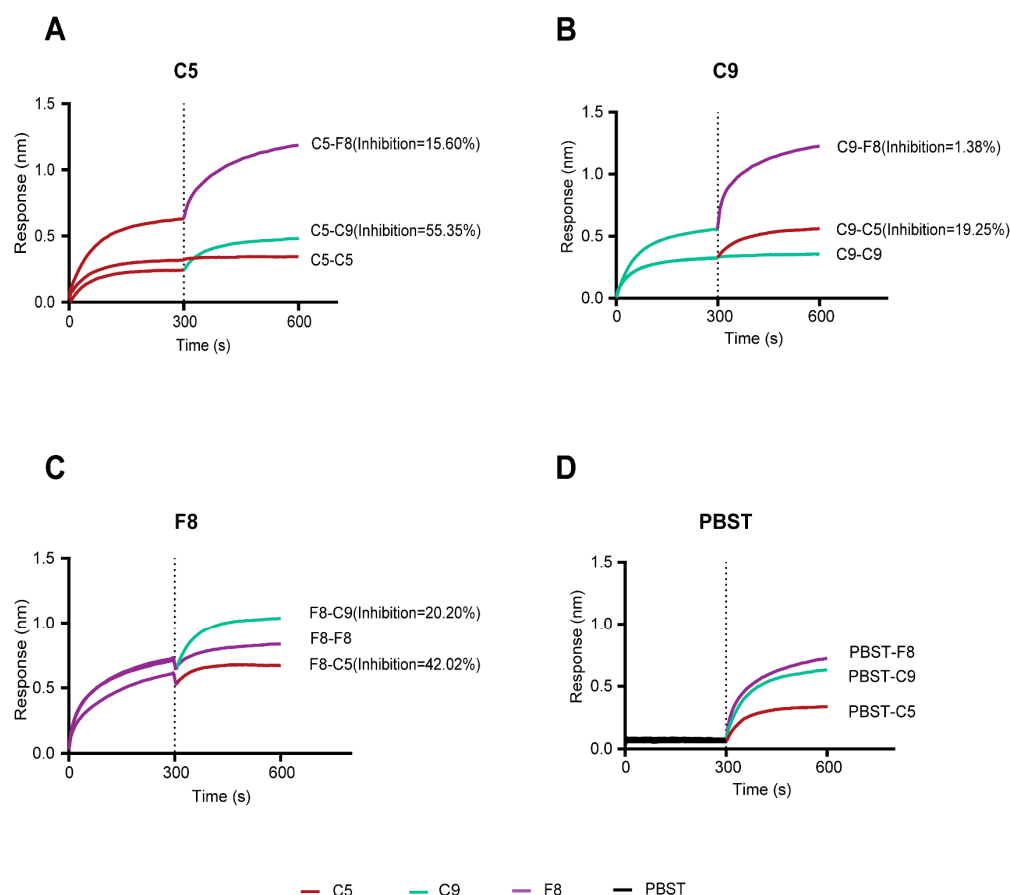 A
C5
Response (nm)
1.5
1.0
0.5
0.0
0
300
600
Time (s)
C5-F8(Inhibition=15.60%)
C5-C9(Inhibition=55.35%)
C5-C5
B
C9
Response (nm)
1.5
1.0
0.5
0.0
0
300
600
Time (s)
C9-F8(Inhibition=1.38%)
C9-C5(Inhibition=19.25%)
C9-C9
C
F8
Response (nm)
1.5
1.0
0.5
0.0
0
300
600
Time (s)
F8-C9(Inhibition=20.20%)
F8-F8
F8-C5(Inhibition=42.02%)
D
PBST
Response (nm)
1.5
1.0
0.5
0.0
0
300
600
Time (s)
PBST-F8
PBST-C9
PBST-C5
C5 C9 F8 PBST